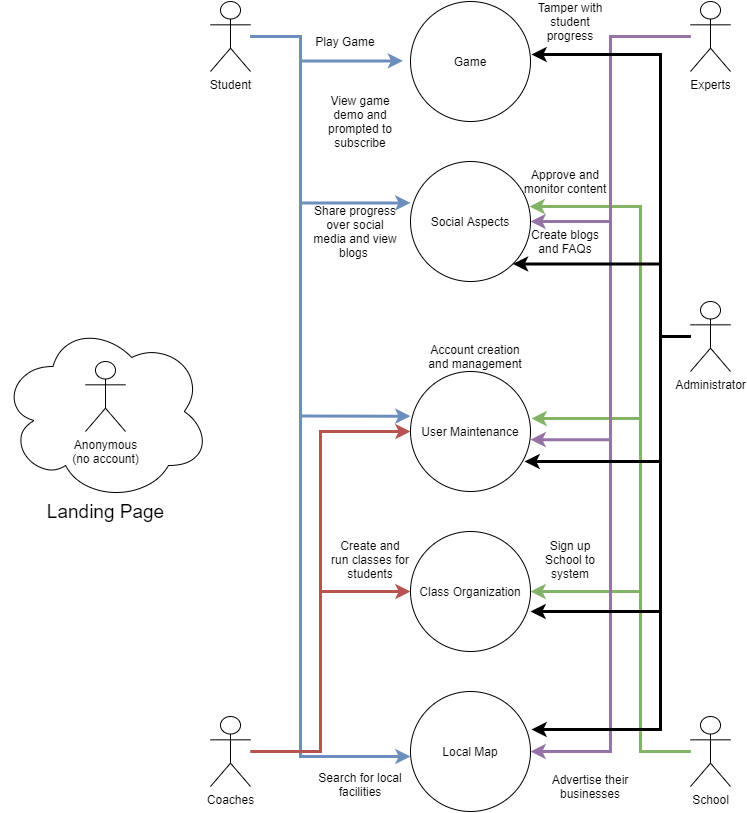 Tamper with
student
progress
Play Game
Game
Student
Experts
View game
demo and
prompted to
subscribe
Approve and
monitor content
Share progress
over social
media and view
blogs
Social Aspects
Create blogs
and FAQs
Account creation
and management
Administrator
User Maintenance
Anonymous
(no account)
Landing Page
Create and
run classes for
students
Sign up
School to
system
Class Organization
Local Map
Search for local
facilities
Advertise their
businesses
Coaches
School